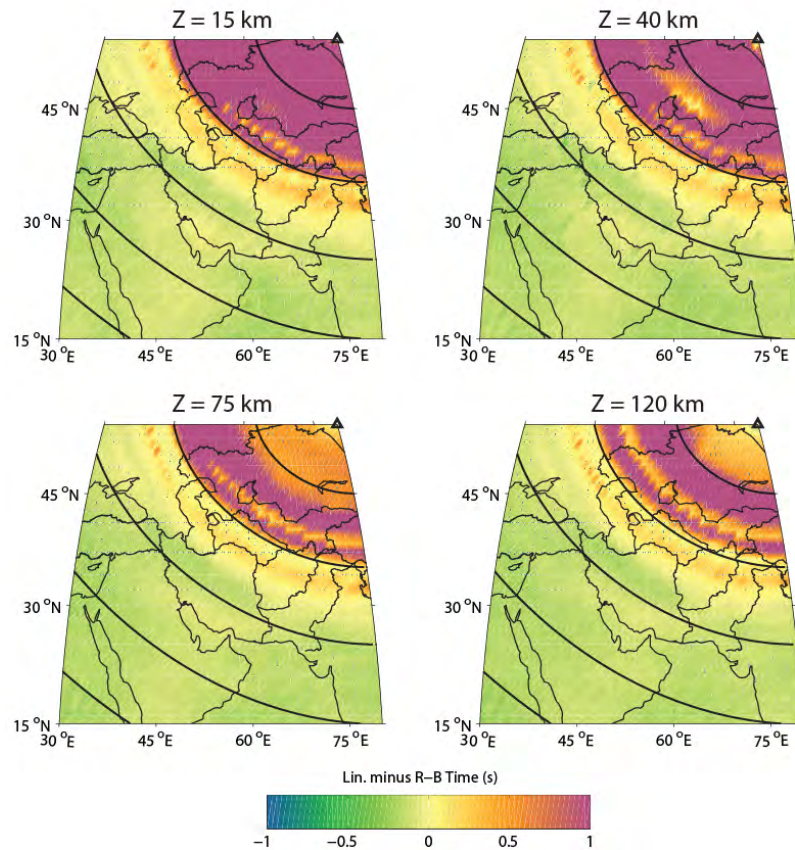 Z = 15 km
45 °N
30 °N
15 °N
30 °E
45 °E
60 °E
75 °E
Z = 40 km
45 °N
30 °N
15 °N
30 °E
45 °E
60 °E
75 °E
Z = 75 km
45 °N
30 °N
15 °N
30 °E
45 °E
60 °E
75 °E
Z = 120 km
45 °N
30 °N
15 °N
30 °E
45 °E
60 °E
75 °E
Lin. minus R–B Time (s)
−1 −0.5 0 0.5 1